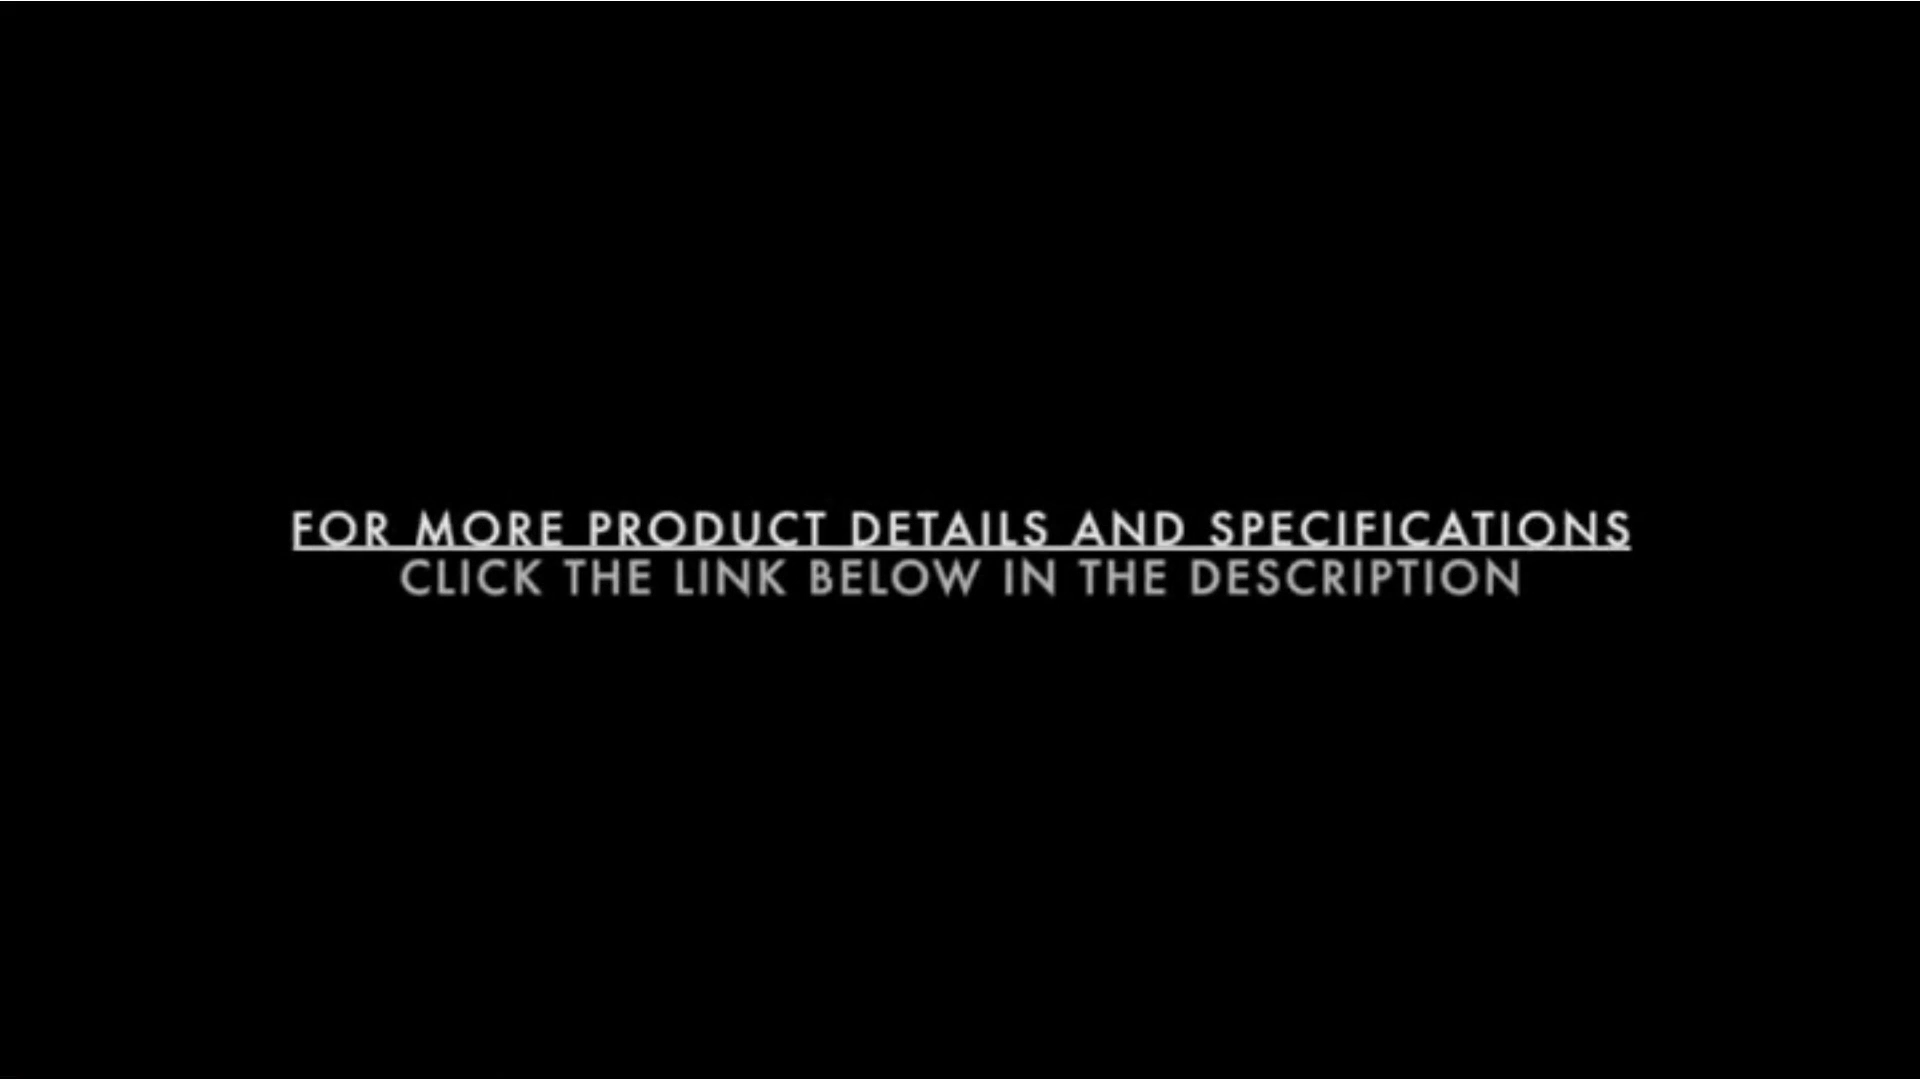 FOR MORE PRODUCT DETAILS AND SPECIFICATIONS
CLICK THE LINK BELOW IN THE DESCRIPTION